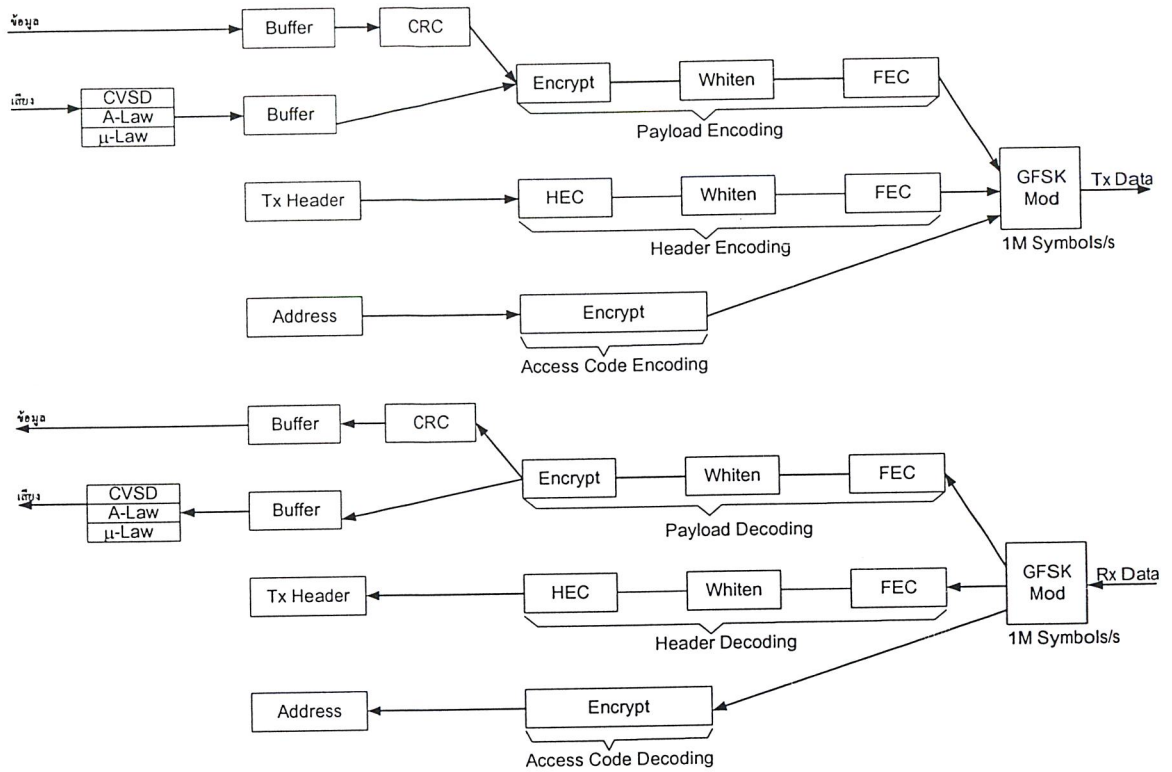 ข้อมูล
Buffer
CRC
เสียง
CVSD
A-Law
μ-Law
Buffer
Encrypt
Whiten
FEC
Payload Encoding
Tx Header
HEC
Whiten
FEC
Header Encoding
GFSK
Mod
Tx Data
1M Symbols/s
Address
Encrypt
Access Code Encoding
ข้อมูล
Buffer
CRC
เสียง
CVSD
A-Law
μ-Law
Buffer
Encrypt
Whiten
FEC
Payload Decoding
Tx Header
HEC
Whiten
FEC
Header Decoding
GFSK
Mod
Rx Data
1M Symbols/s
Address
Encrypt
Access Code Decoding